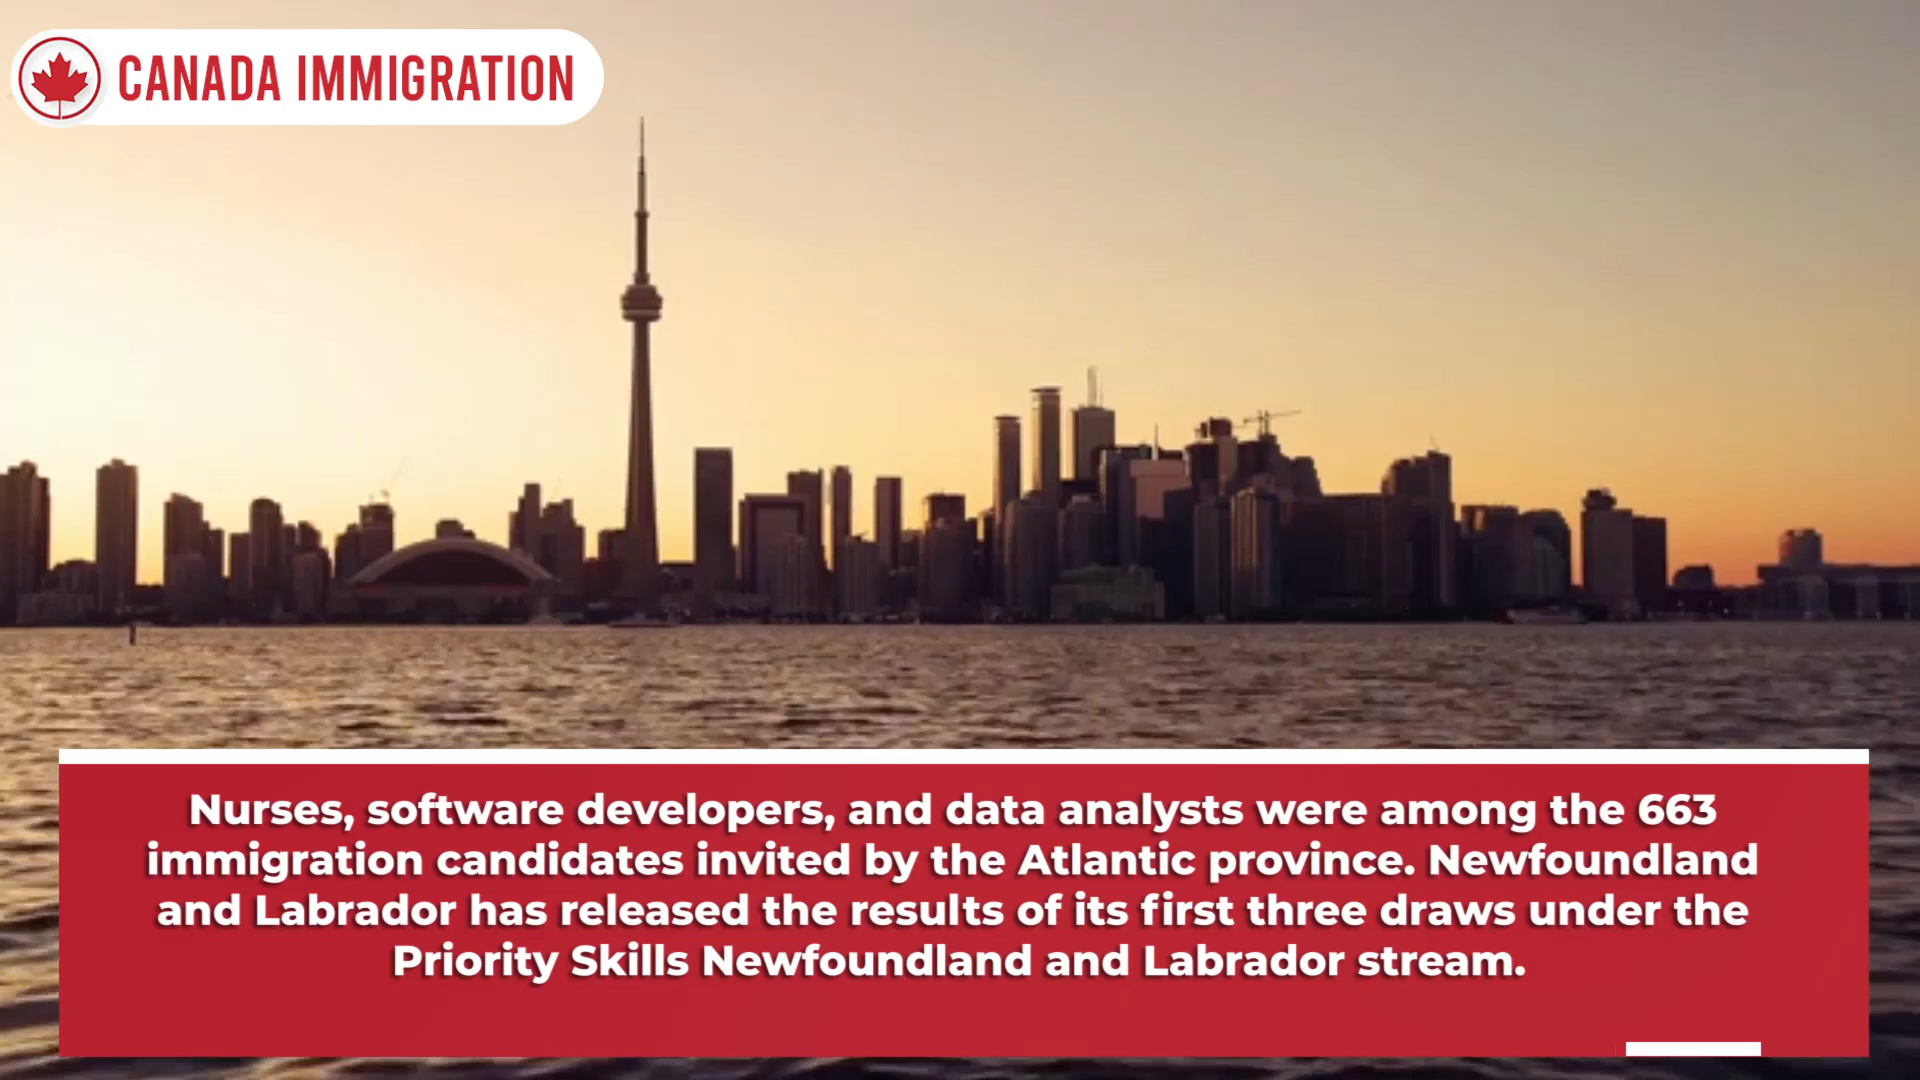 CANADA IMMIGRATION
Nurses, software developers, and data analysts were among the 663
immigration candidates invited by the Atlantic province. Newfoundland
and Labrador has released the results of its first three draws under the
Priority Skills Newfoundland and Labrador stream.